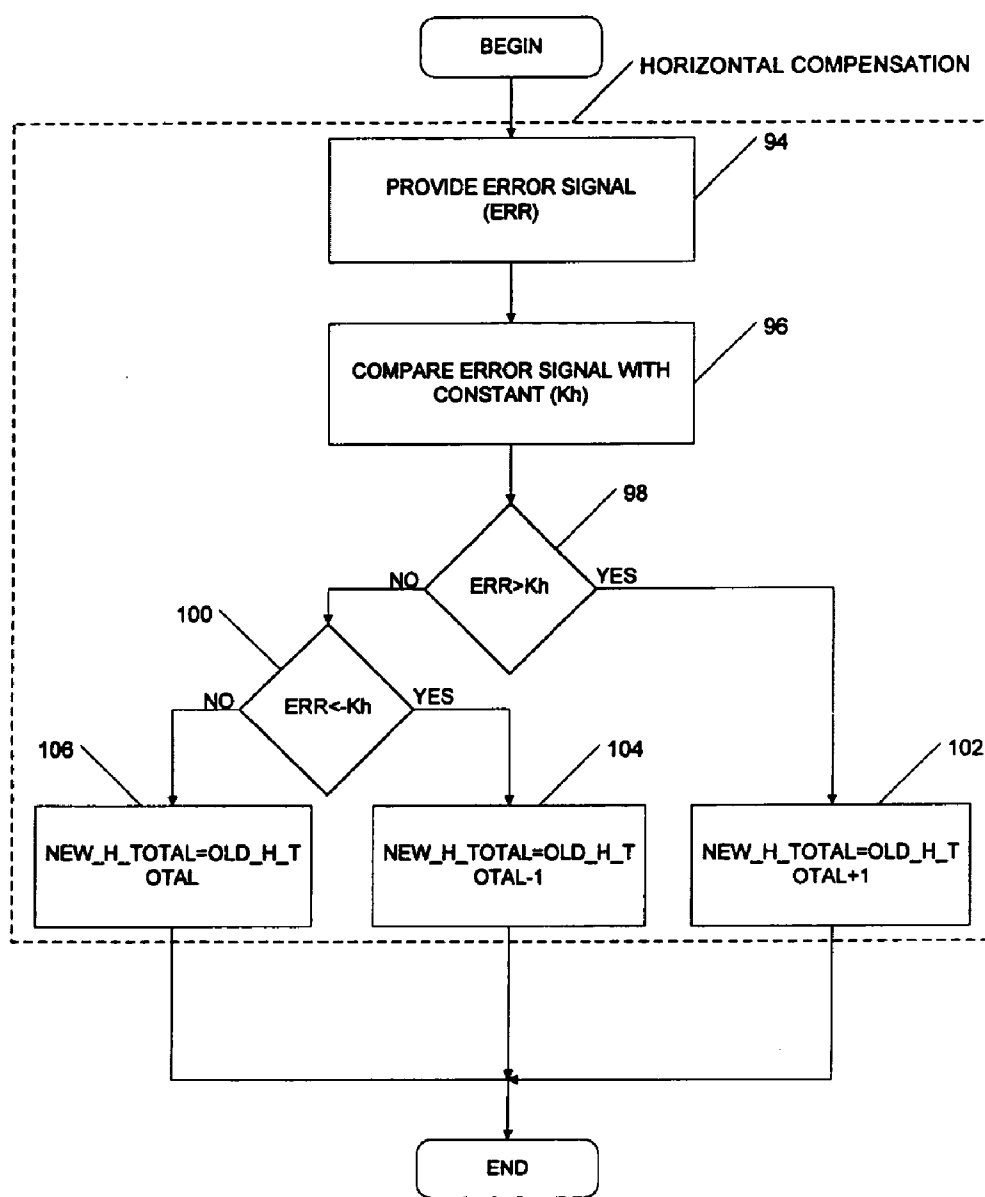 BEGIN
HORIZONTAL COMPENSATION
94
PROVIDE ERROR SIGNAL
(ERR)
96
COMPARE ERROR SIGNAL WITH
CONSTANT (Kh)
98
ERR>Kh
NO
YES
100
ERR<-Kh
NO
YES
106
104
102
NEW_H_TOTAL=OLD_H_T
OTAL
NEW_H_TOTAL=OLD_H_T
OTAL-1
NEW_H_TOTAL=OLD_H_T
OTAL+1
END